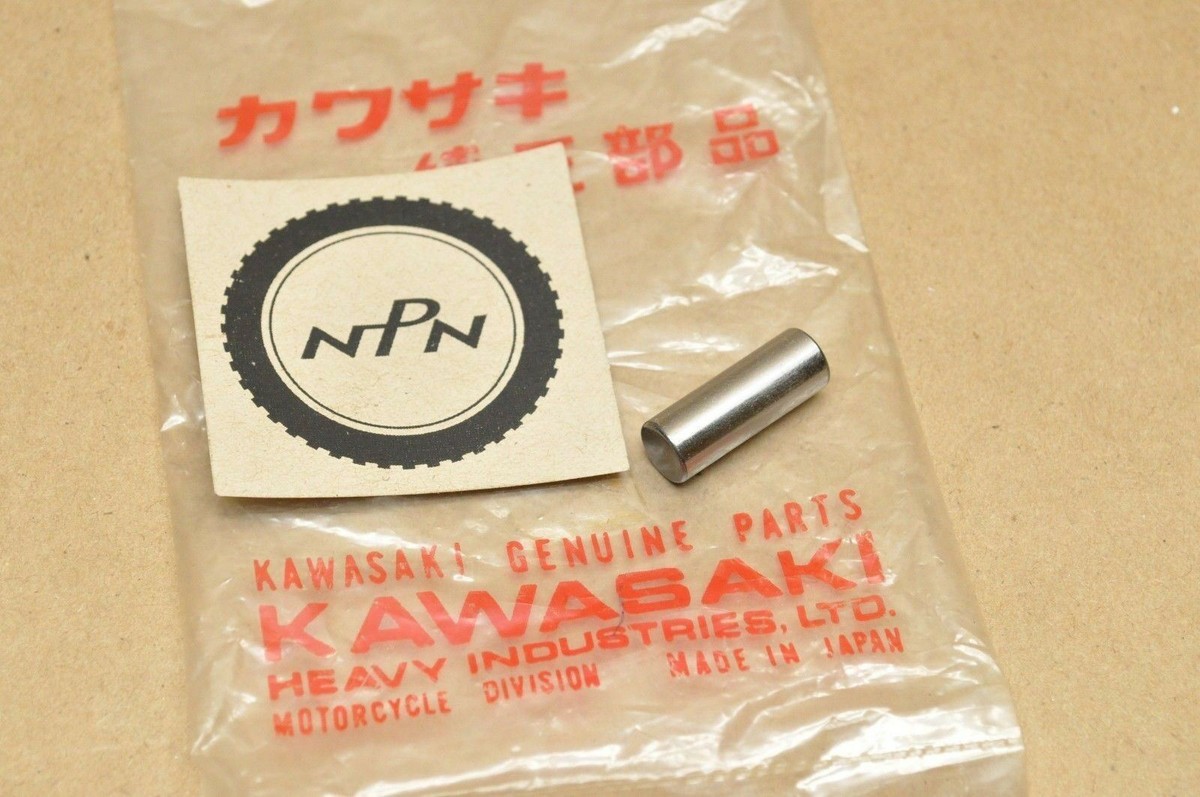 カワサキ
部品
NPN
KAWASAKI GENUINE PARTS
KAWASAKI
HEAVY INDUSTRIES, LTD.
MOTORCYCLE DIVISION MADE IN JAPAN